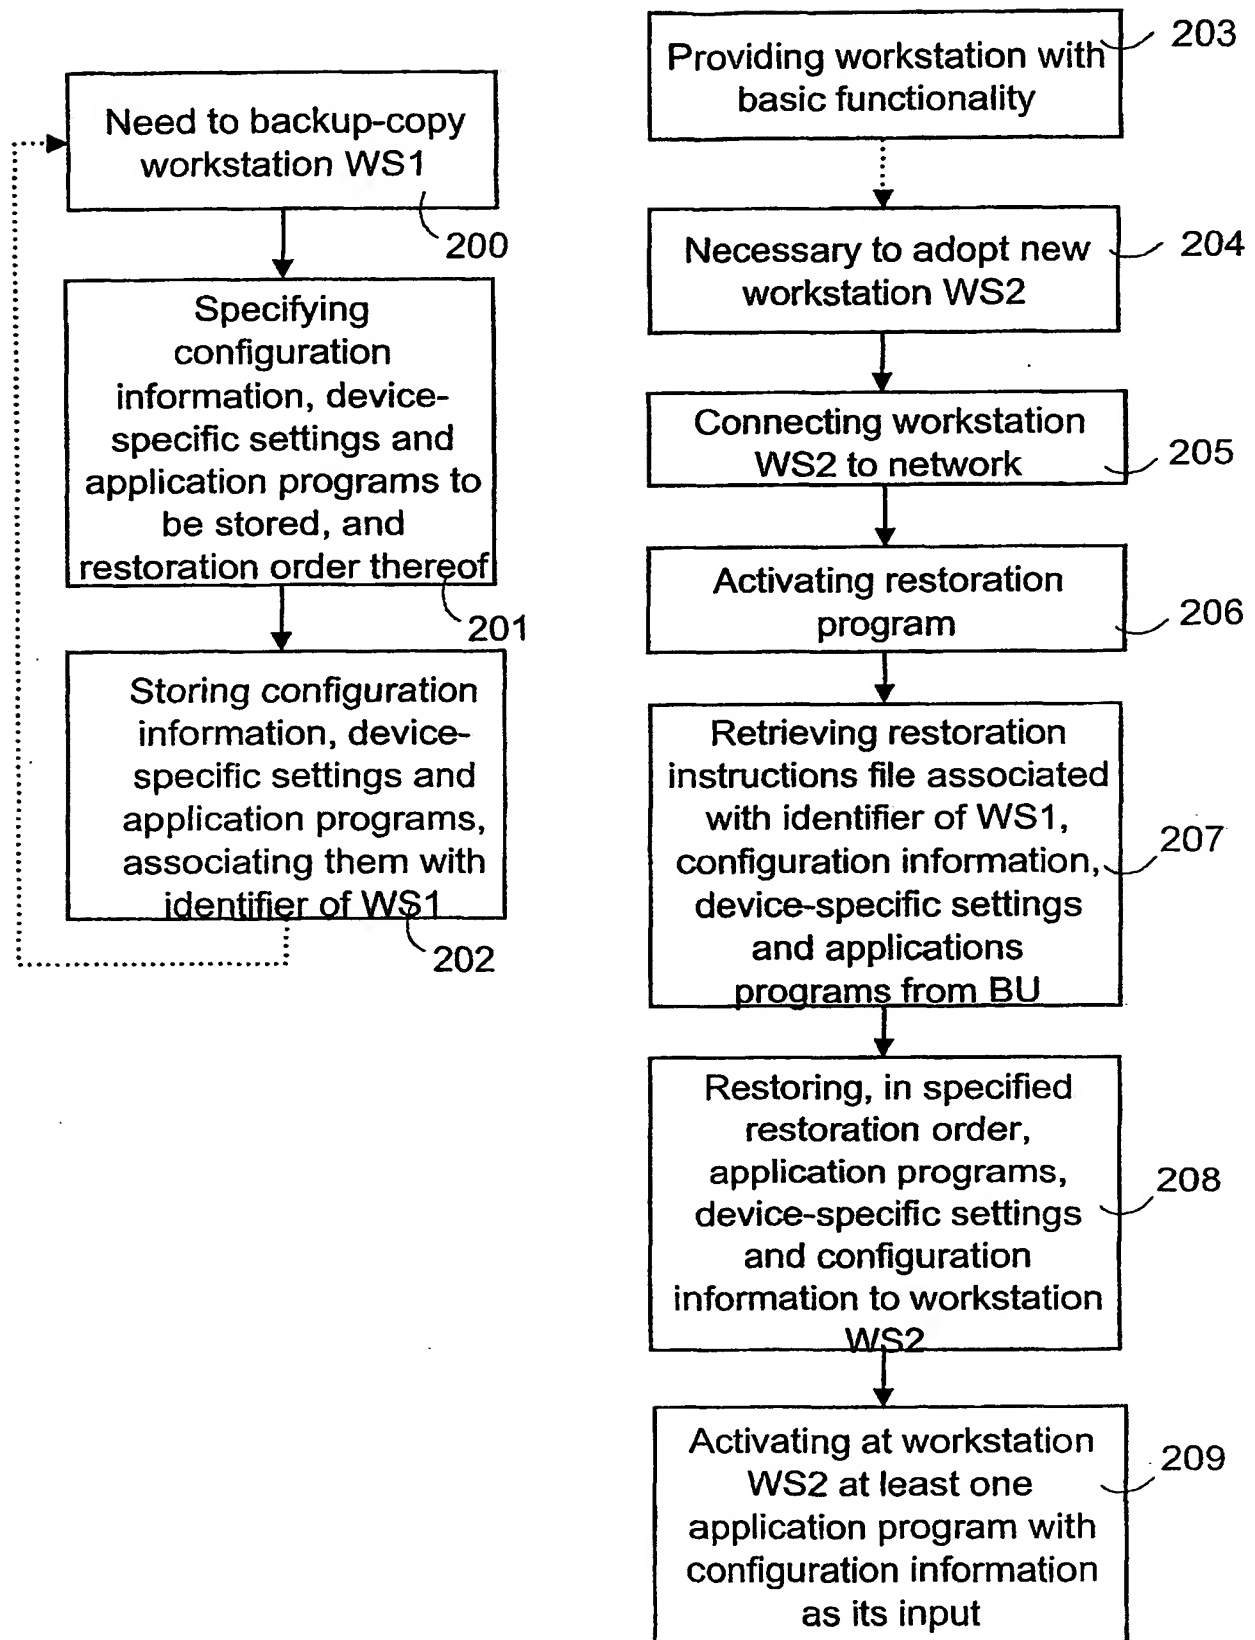 Need to backup-copy
workstation WS1
200
Specifying
configuration
information, device-
specific settings and
application programs to
be stored, and
restoration order thereof
201
Storing configuration
information, device-
specific settings and
application programs,
associating them with
identifier of WS1
202
203
Providing workstation with
basic functionality
204
Necessary to adopt new
workstation WS2
Connecting workstation
WS2 to network
205
Activating restoration
program
206
Retrieving restoration
instructions file associated
with identifier of WS1,
configuration information,
device-specific settings
and applications
programs from BU
207
Restoring, in specified
restoration order,
application programs,
device-specific settings
and configuration
information to workstation
WS2
208
Activating at workstation
WS2 at least one
application program with
configuration information
as its input
209